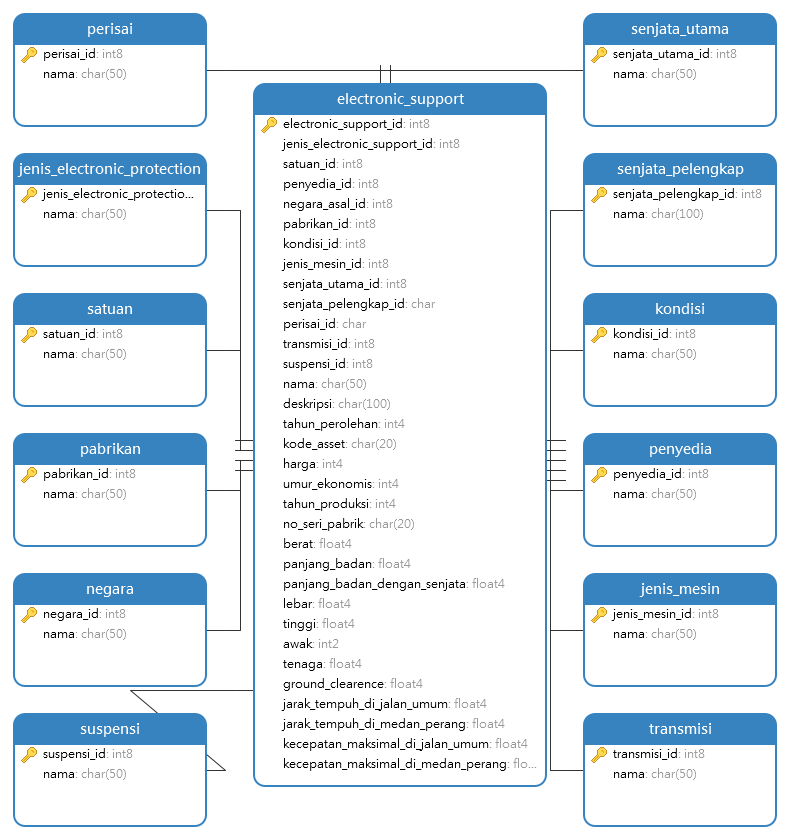 perisai
perisai_id: int8
nama: char(50)
jenis_electronic_protection
jenis_electronic_protectio...
nama: char(50)
satuan
satuan_id: int8
nama: char(50)
pabrikan
pabrikan_id: int8
nama: char(50)
negara
negara_id: int8
nama: char(50)
suspensi
suspensi_id: int8
nama: char(50)
electronic_support
electronic_support_id: int8
jenis_electronic_support_id: int8
satuan_id: int8
penyedia_id: int8
negara_asal_id: int8
pabrikan_id: int8
kondisi_id: int8
jenis_mesin_id: int8
senjata_utama_id: int8
senjata_pelengkap_id: char
perisai_id: char
transmisi_id: int8
suspensi_id: int8
nama: char(50)
deskripsi: char(100)
tahun_perolehan: int4
kode_asset: char(20)
harga: int4
umur_ekonomis: int4
tahun_produksi: int4
no_seri_pabrik: char(20)
berat: float4
panjang_badan: float4
panjang_badan_dengan_senjata: float4
lebar: float4
tinggi: float4
awak: int2
tenaga: float4
ground_clearence: float4
jarak_tempuh_di_jalan_umum: float4
jarak_tempuh_di_medan_perang: float4
kecepatan_maksimal_di_jalan_umum: float4
kecepatan_maksimal_di_medan_perang: flo...
senjata_utama
senjata_utama_id: int8
nama: char(50)
senjata_pelengkap
senjata_pelengkap_id: int8
nama: char(100)
kondisi
kondisi_id: int8
nama: char(50)
penyedia
penyedia_id: int8
nama: char(50)
jenis_mesin
jenis_mesin_id: int8
nama: char(50)
transmisi
transmisi_id: int8
nama: char(50)